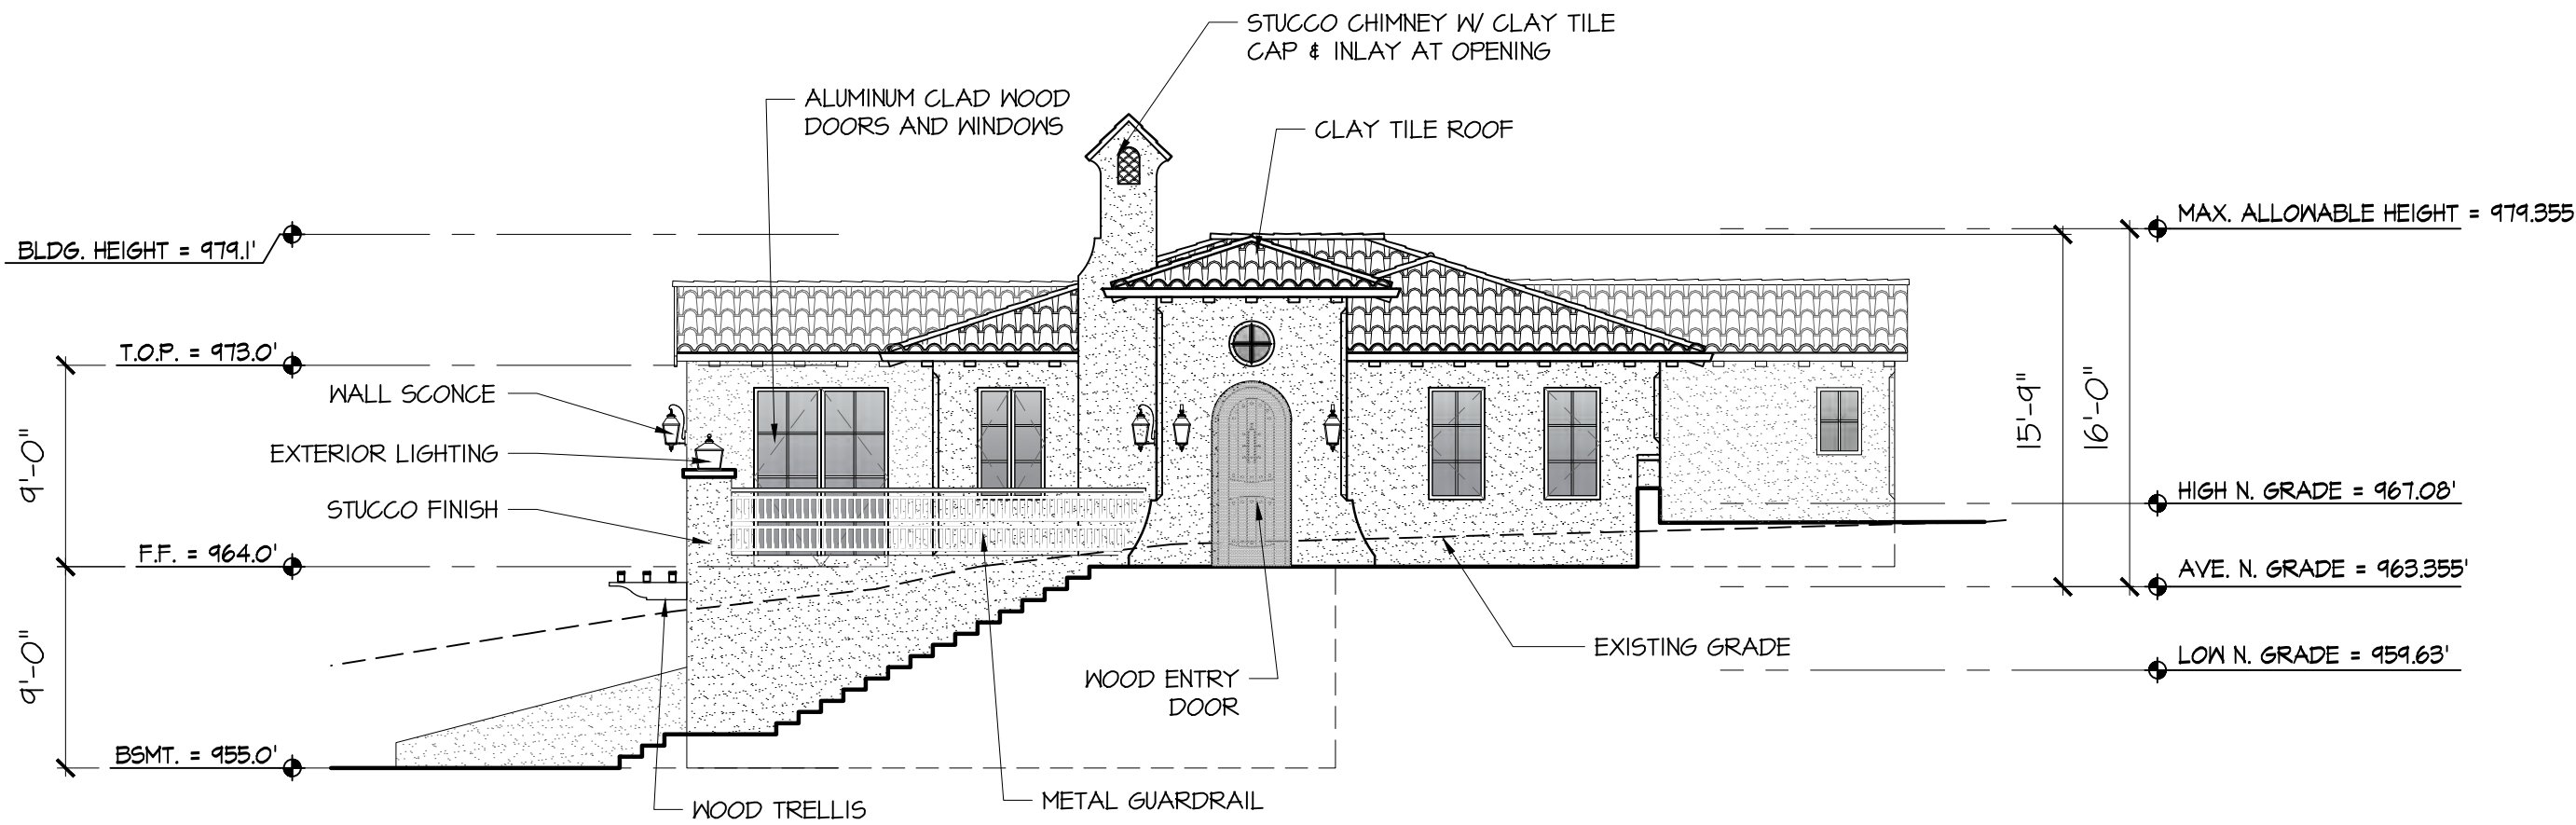 STUCCO CHIMNEY W/ CLAY TILE
CAP & INLAY AT OPENING
ALUMINUM CLAD WOOD
DOORS AND WINDOWS
CLAY TILE ROOF
BLDG. HEIGHT = 979.1'
MAX. ALLOWABLE HEIGHT = 979.355
T.O.P. = 973.0'
WALL SCONCE
15'-9"
16'-0"
9'-0"
EXTERIOR LIGHTING
STUCCO FINISH
HIGH N. GRADE = 967.08'
F.F. = 964.0'
AVE. N. GRADE = 963.355'
EXISTING GRADE
LOW N. GRADE = 959.63'
9'-0"
WOOD ENTRY
DOOR
BSMT. = 955.0'
WOOD TRELLIS
METAL GUARDRAIL